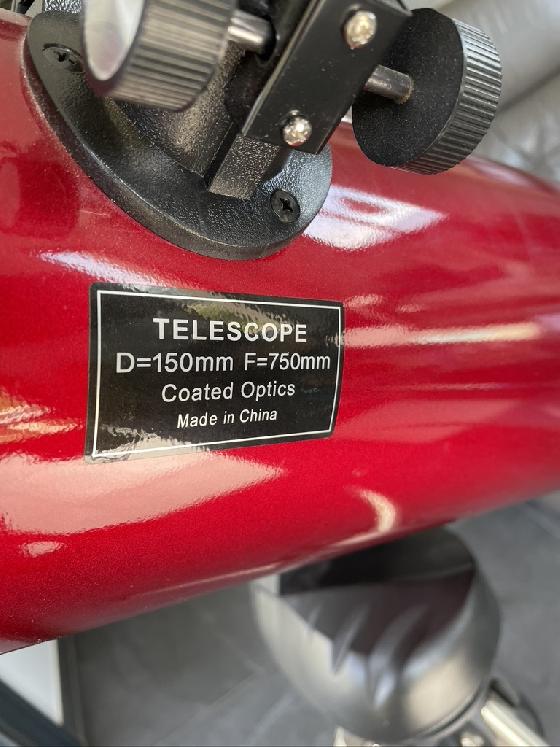 TELESCOPE
D=150mm F=750mm
Coated Optics
Made in China